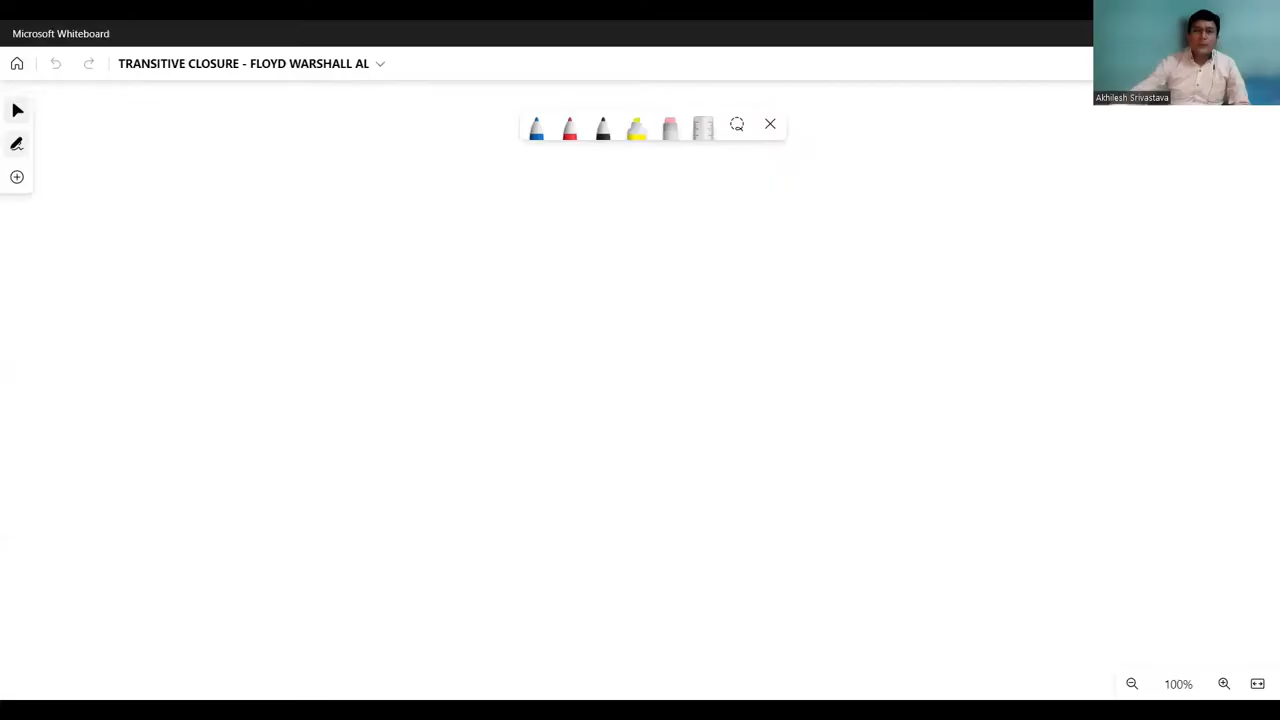 Microsoft Whiteboard
TRANSITIVE CLOSURE - FLOYD WARSHALL AL
Akhilesh Srivastava
100%